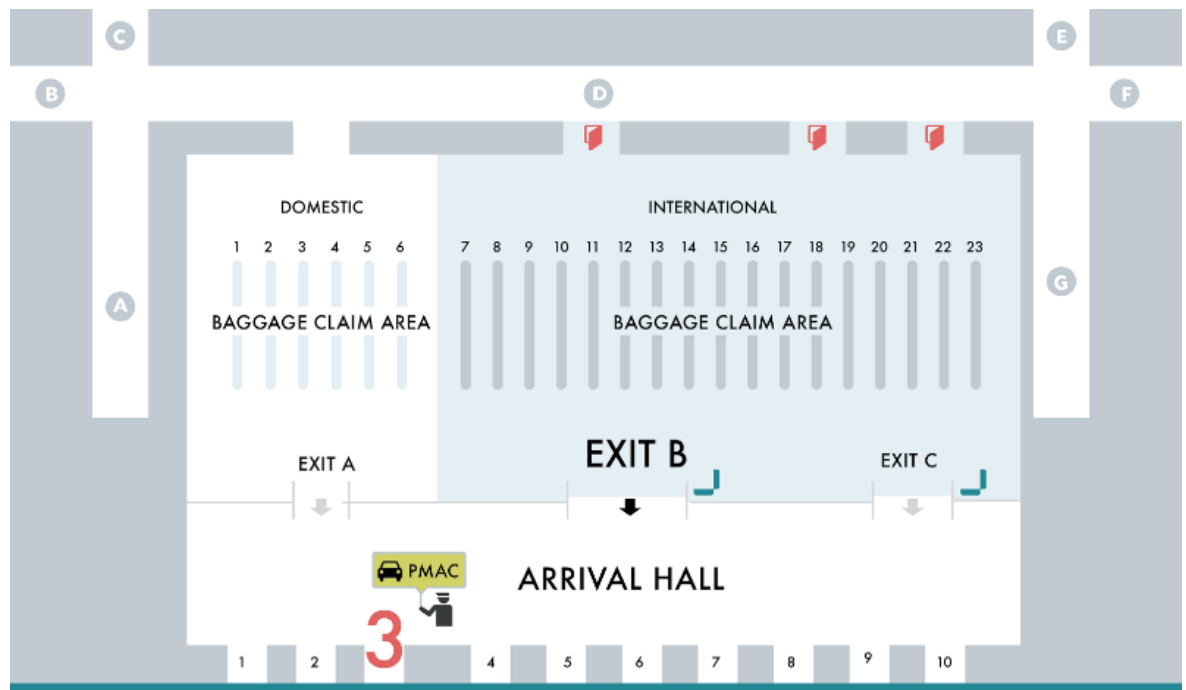 C
E
B
D
F
DOMESTIC
INTERNATIONAL
1 2 3 4 5 6 7 8 9 10 11 12 13 14 15 16 17 18 19 20 21 22 23
A
G
BAGGAGE CLAIM AREA
BAGGAGE CLAIM AREA
EXIT A
EXIT B
EXIT C
PMAC
ARRIVAL HALL
1 2 3 4 5 6 7 8 9 10